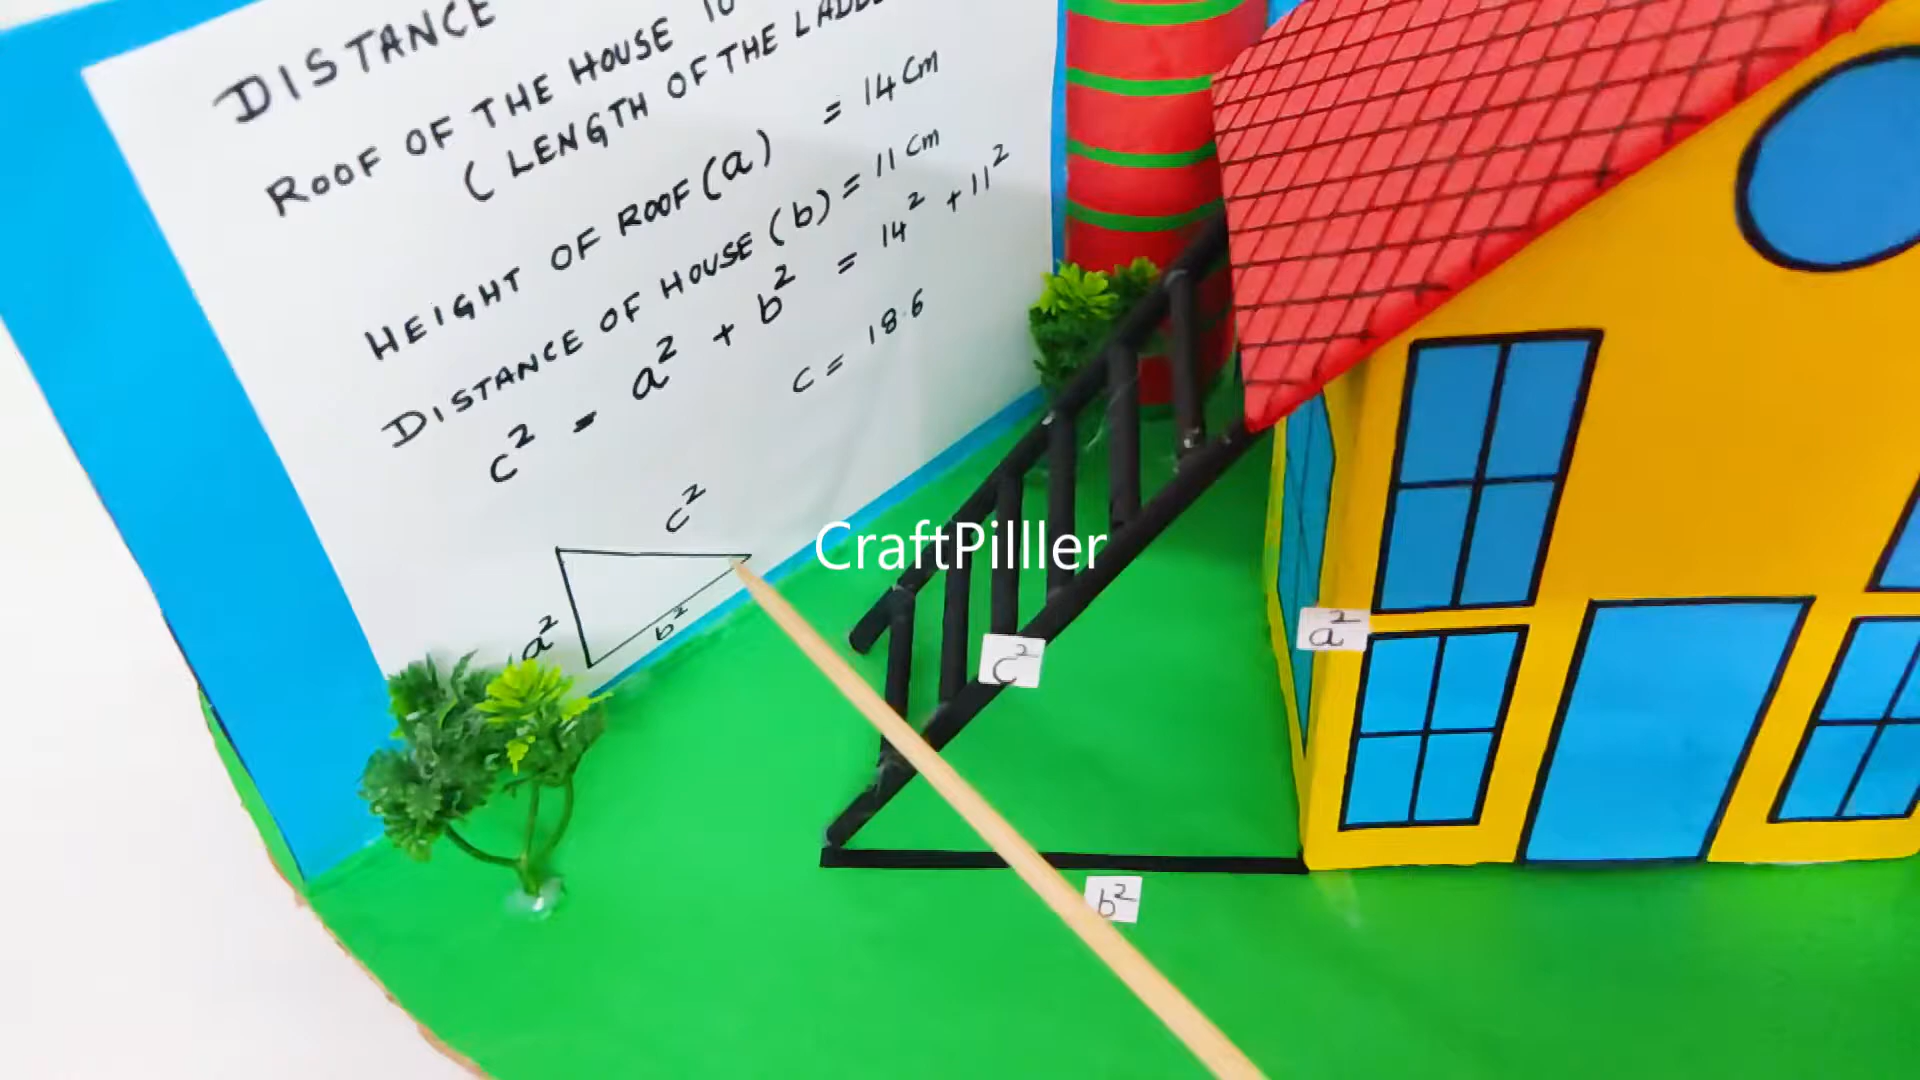 DISTANCE
ROOF OF THE HOUSE TO
( LENGTH OF THE
HEIGHT OF ROOF (a) = 14 Cm
DISTANCE OF HOUSE (b) = 11 cm
c² = a² + b² = 14² + 11²
c = 18.6
c²
a²
b²
CraftPilller
c²
a²
b²